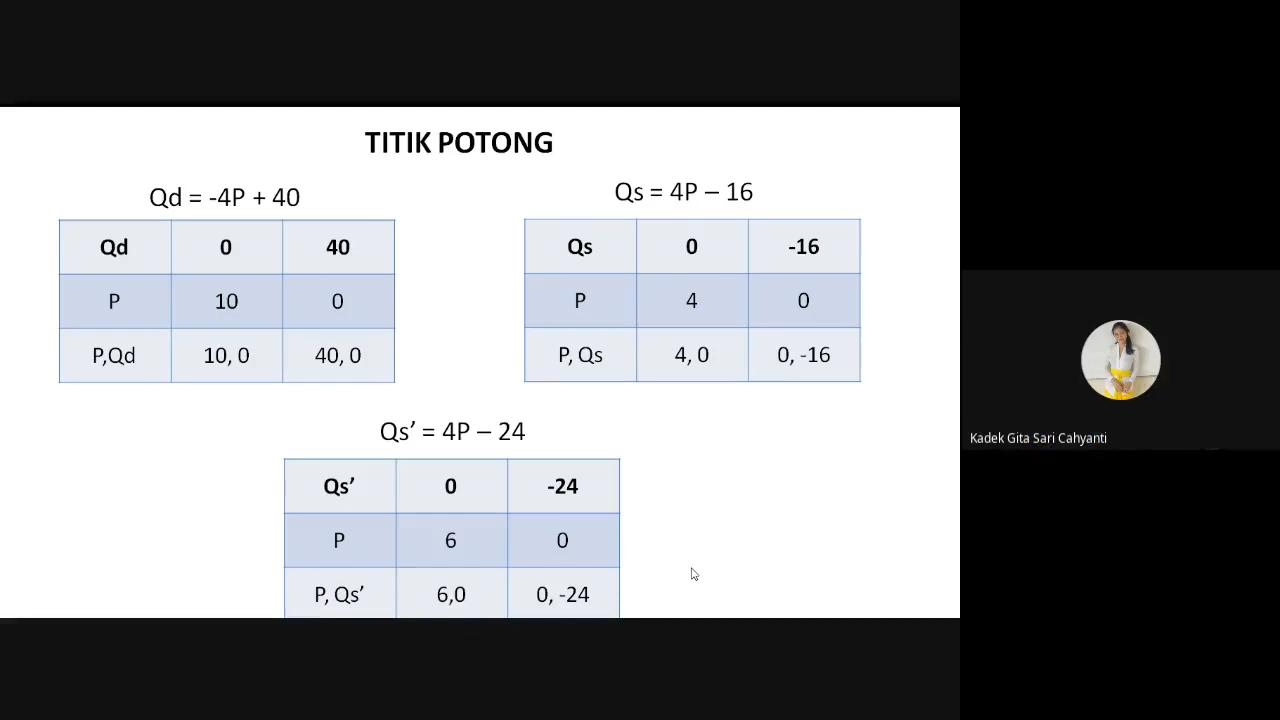 TITIK POTONG
Qd = -4P + 40
Qd 0 40
P 10 0
P,Qd 10, 0 40, 0
Qs = 4P – 16
Qs 0 -16
P 4 0
P, Qs 4, 0 0, -16
Qs’ = 4P – 24
Qs’ 0 -24
P 6 0
P, Qs’ 6,0 0, -24
Kadek Gita Sari Cahyanti